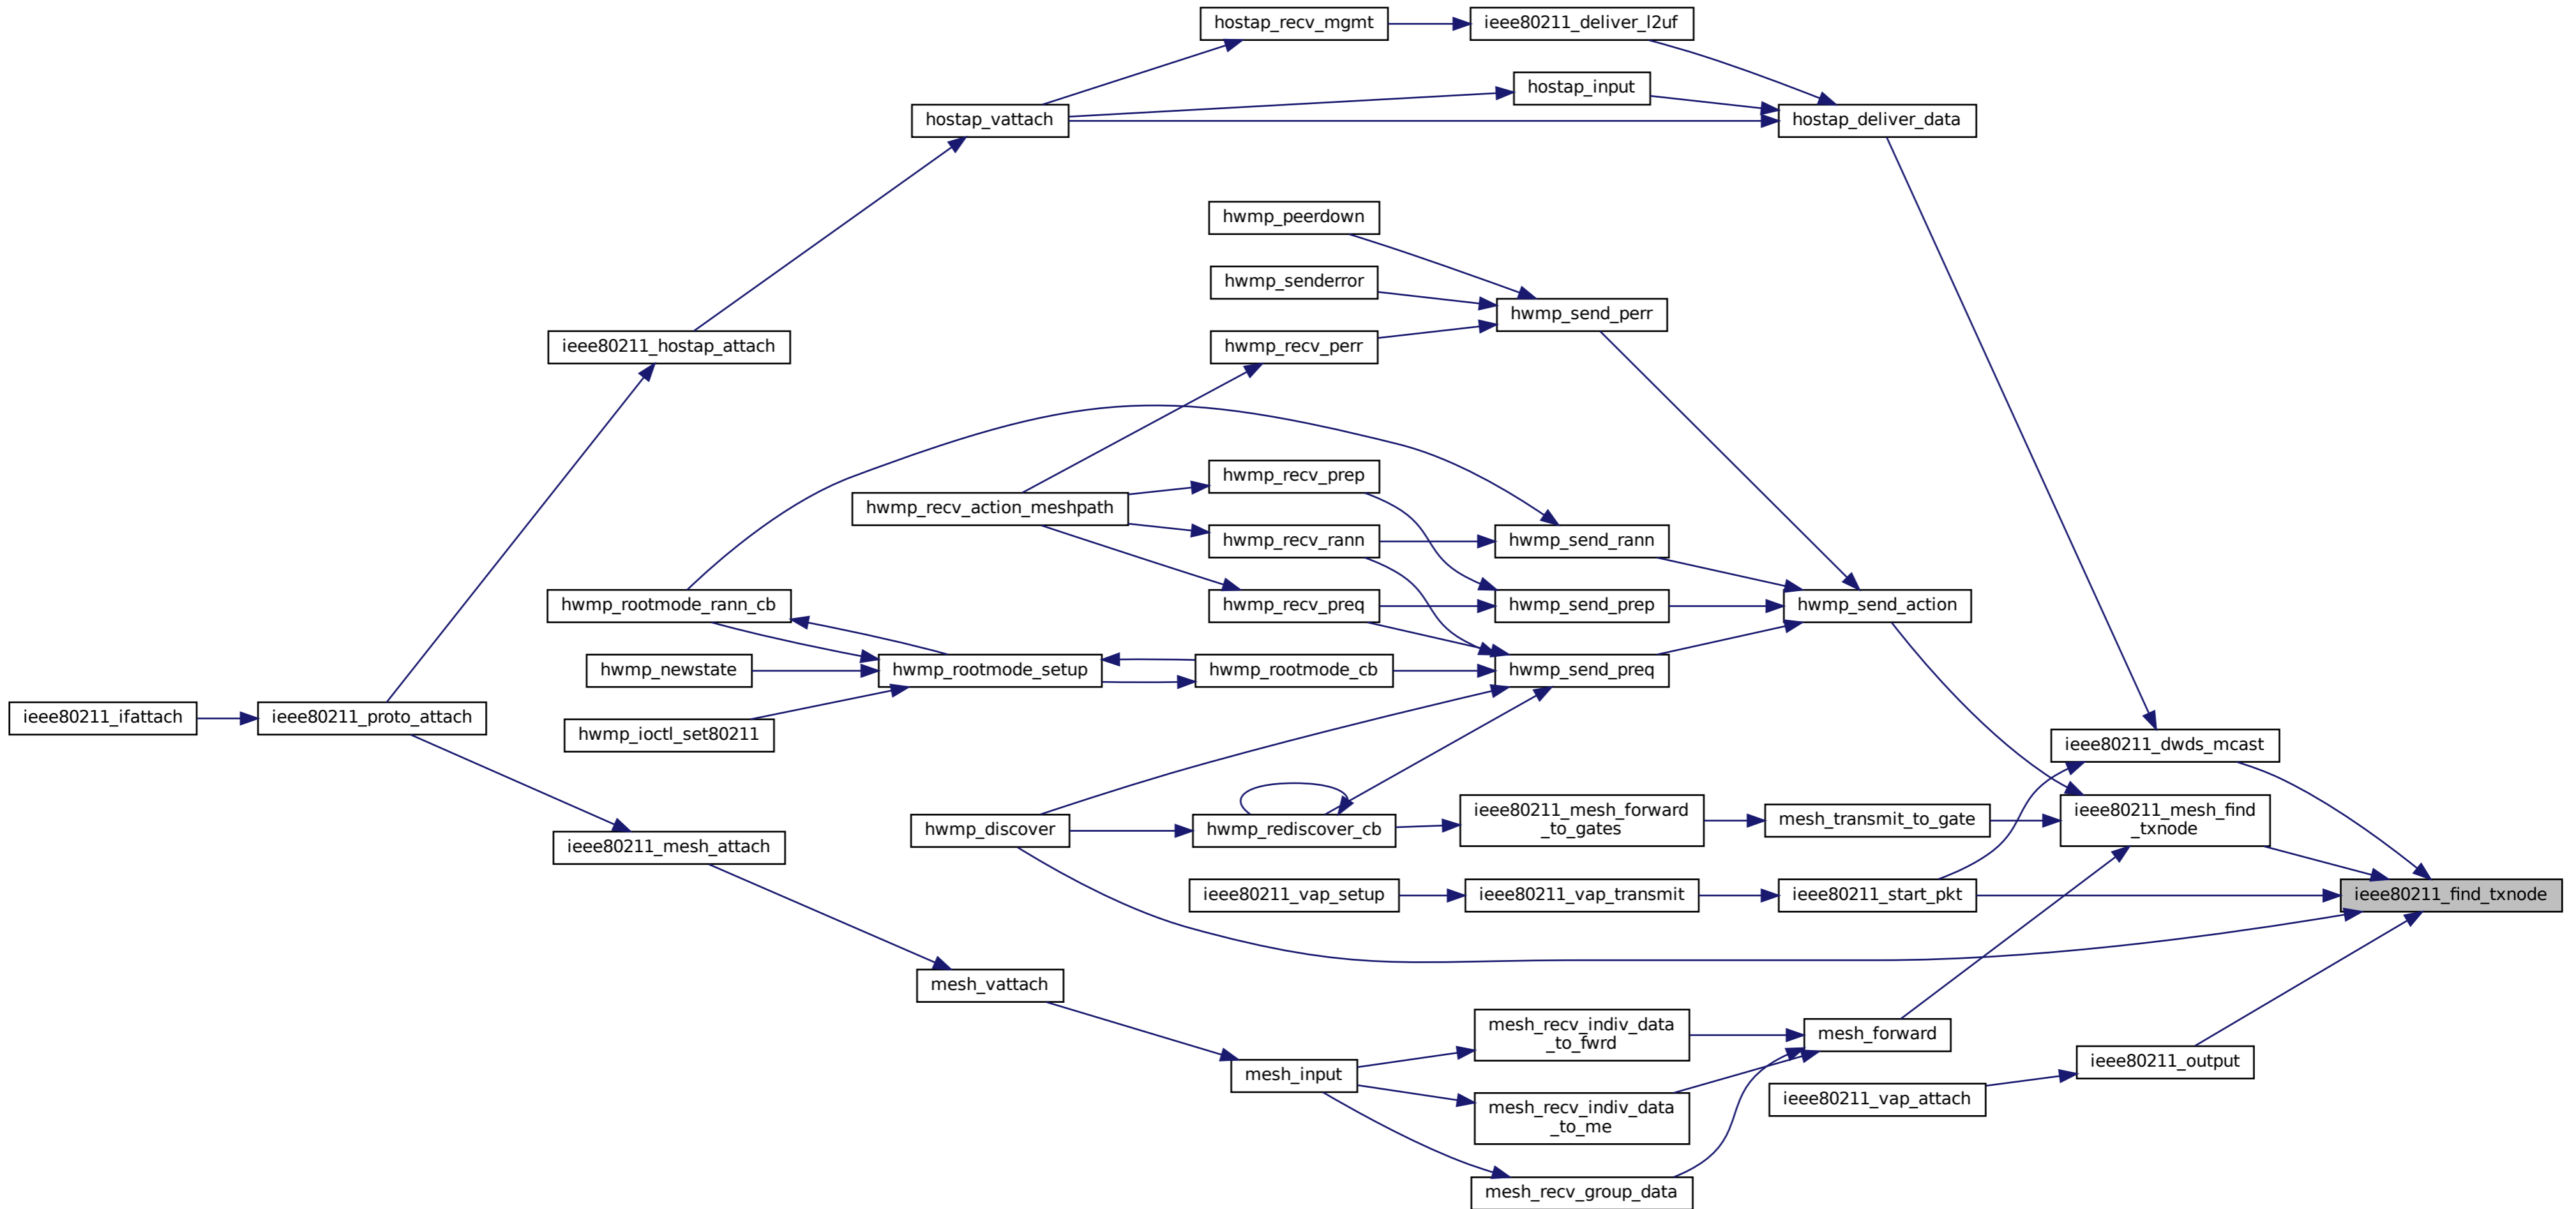 hostap_recv_mgmt
ieee80211_deliver_l2uf
hostap_input
hostap_vattach
hostap_deliver_data
hwmp_peerdown
hwmp_senderror
hwmp_send_perr
ieee80211_hostap_attach
hwmp_recv_perr
hwmp_recv_prep
hwmp_recv_action_meshpath
hwmp_recv_rann
hwmp_send_rann
hwmp_rootmode_rann_cb
hwmp_recv_preq
hwmp_send_prep
hwmp_send_action
hwmp_newstate
hwmp_rootmode_setup
hwmp_rootmode_cb
hwmp_send_preq
ieee80211_ifattach
ieee80211_proto_attach
hwmp_ioctl_set80211
ieee80211_dwds_mcast
hwmp_discover
hwmp_rediscover_cb
ieee80211_mesh_forward
_to_gates
mesh_transmit_to_gate
ieee80211_mesh_find
_txnode
ieee80211_mesh_attach
ieee80211_vap_setup
ieee80211_vap_transmit
ieee80211_start_pkt
ieee80211_find_txnode
mesh_vattach
mesh_recv_indiv_data
_to_fwrd
mesh_forward
mesh_input
ieee80211_output
ieee80211_vap_attach
mesh_recv_indiv_data
_to_me
mesh_recv_group_data